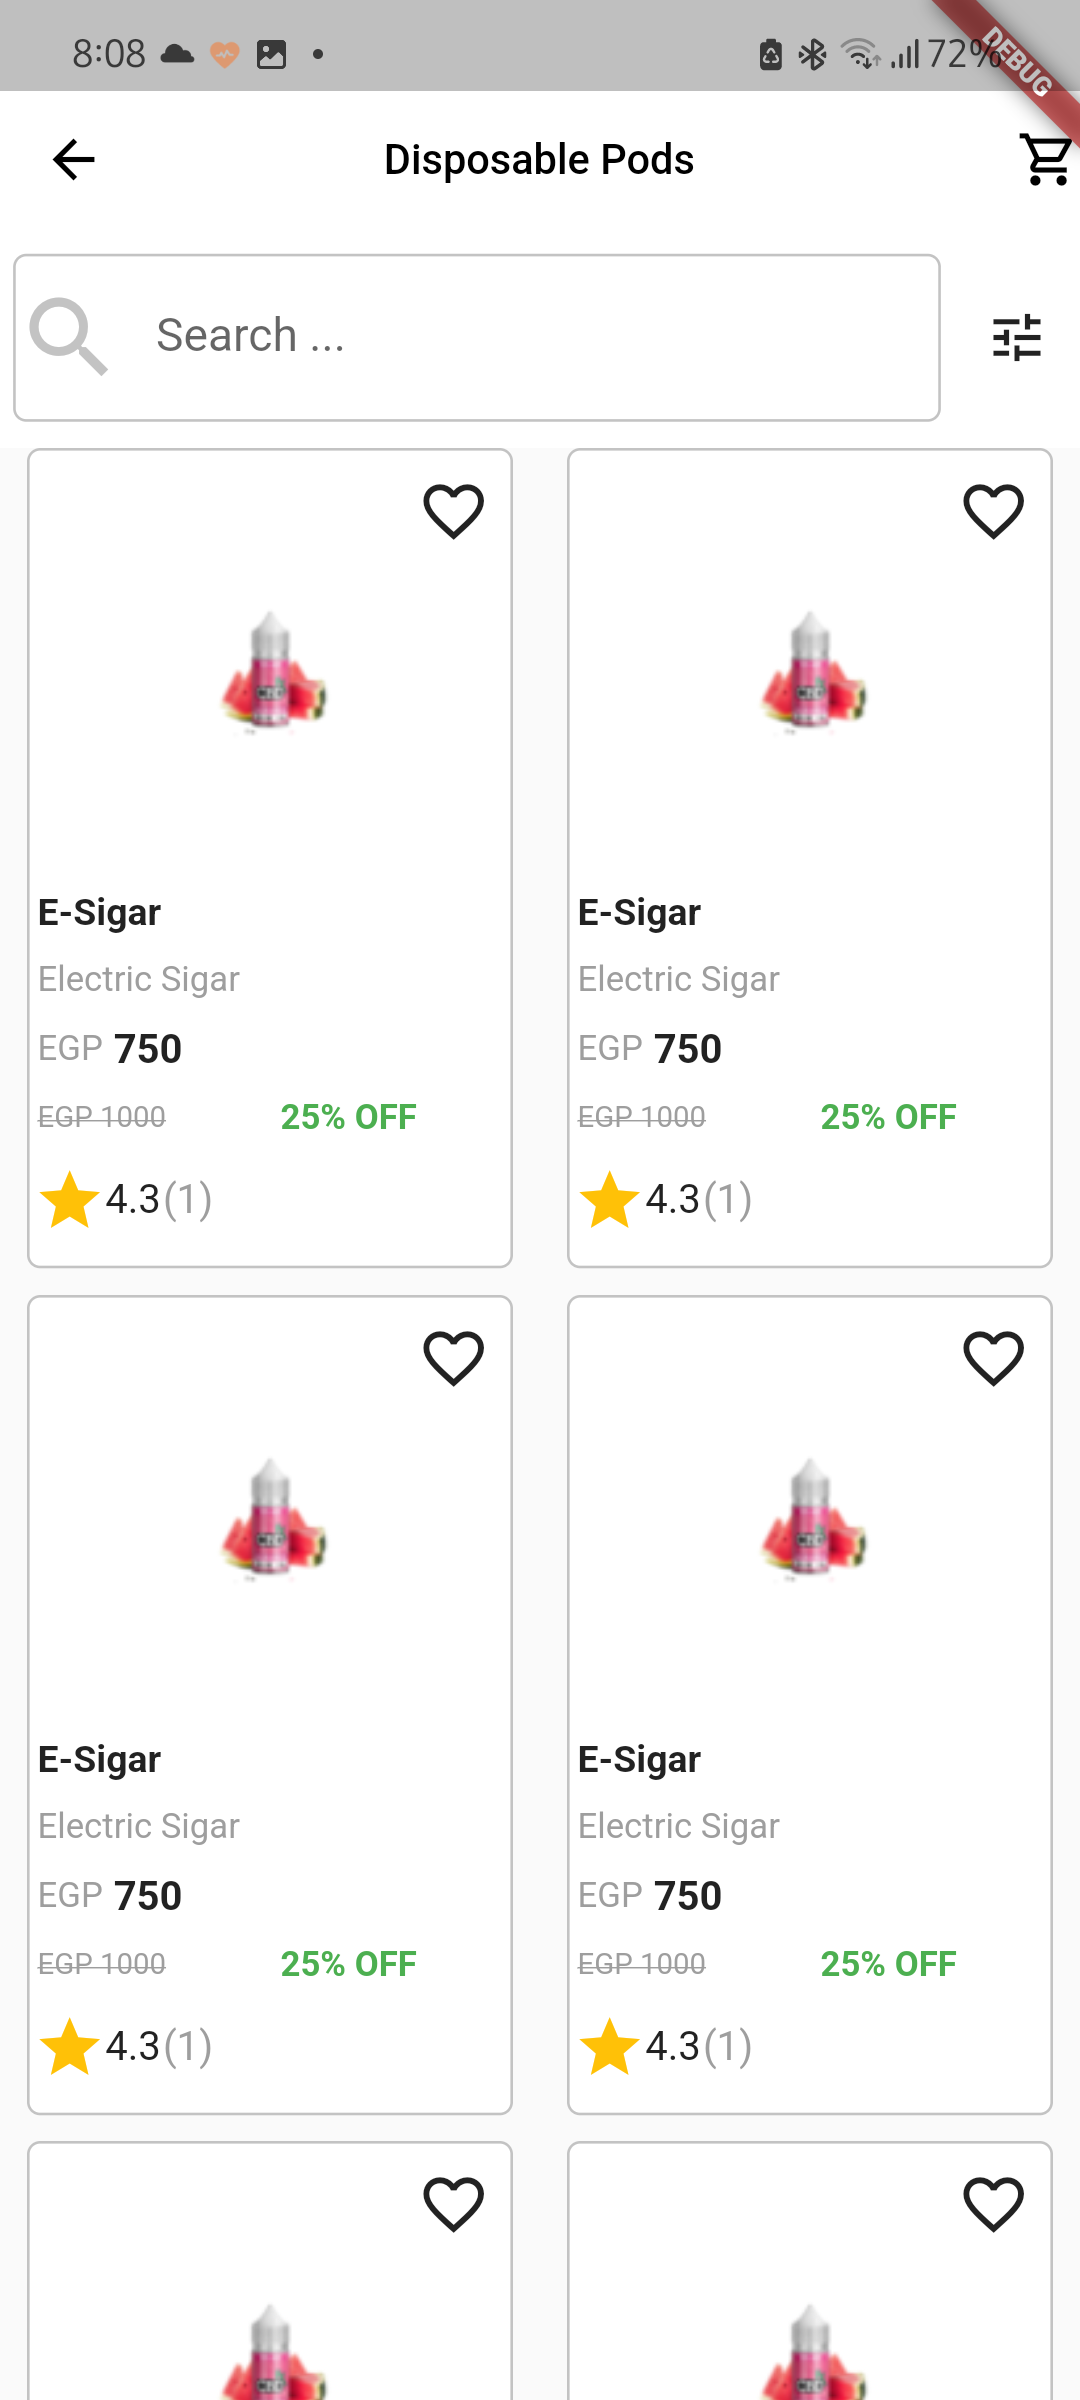 8:08
72%
DEBUG
Disposable Pods
Search ...
E-Sigar
Electric Sigar
EGP 750
EGP 1000 25% OFF
4.3(1)
E-Sigar
Electric Sigar
EGP 750
EGP 1000 25% OFF
4.3(1)
E-Sigar
Electric Sigar
EGP 750
EGP 1000 25% OFF
4.3(1)
E-Sigar
Electric Sigar
EGP 750
EGP 1000 25% OFF
4.3(1)